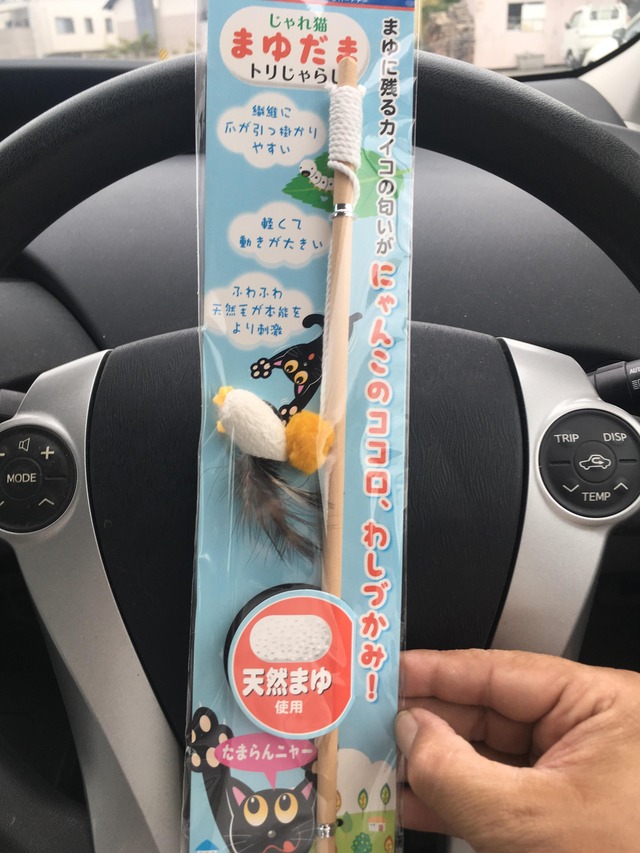 じゃれ猫
まゆだま
トリじゃらし
繊維に
爪が引っ掛かり
やすい
軽くて
動きが大きい
ふわふわ
天然毛が本能を
より刺激
まゆに残るカイコの匂いが
にゃんこのココロ、わしづかみ!
天然まゆ
使用
たまらんニャー
MODE
TRIP
DISP
TEMP